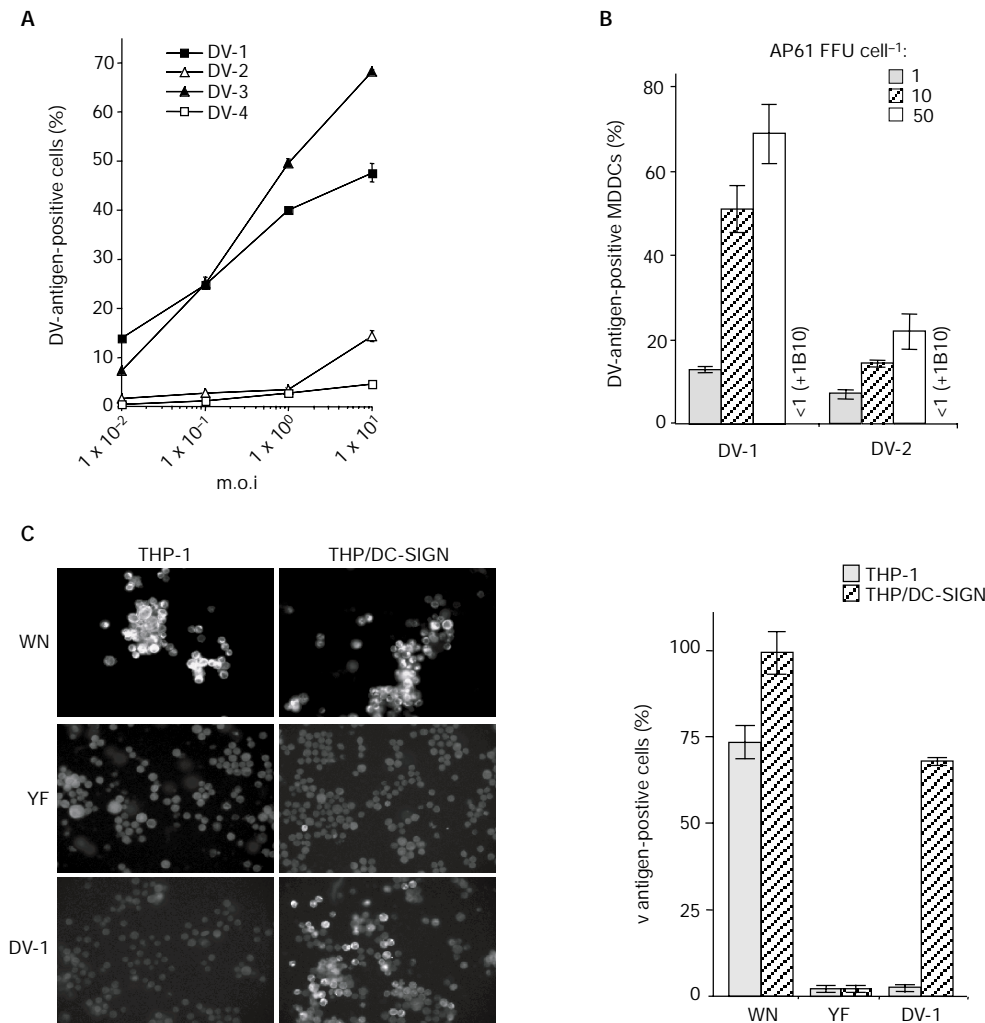 A
DV-antigen-positive cells (%)
70
60
50
40
30
20
10
0
DV-1
DV-2
DV-3
DV-4
1 x 10⁻²
1 x 10⁻¹
1 x 10⁰
1 x 10¹
m.o.i
B
AP61 FFU cell⁻¹:
1
10
50
DV-antigen-positive MDDCs (%)
80
60
40
20
0
<1 (+1B10)
<1 (+1B10)
DV-1
DV-2
C
THP-1
THP/DC-SIGN
WN
YF
DV-1
THP-1
THP/DC-SIGN
v antigen-postive cells (%)
100
75
50
25
0
WN
YF
DV-1